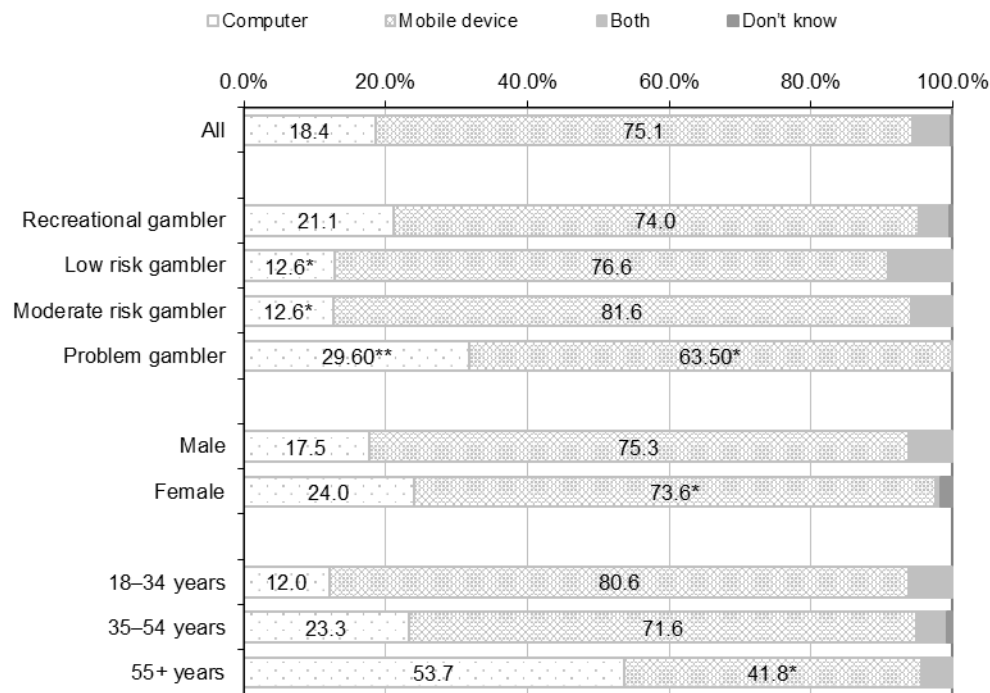 Computer Mobile device Both Don't know
0.0% 20.0% 40.0% 60.0% 80.0% 100.0%
All 18.4 75.1
Recreational gambler 21.1 74.0
Low risk gambler 12.6* 76.6
Moderate risk gambler 12.6* 81.6
Problem gambler 29.60** 63.50*
Male 17.5 75.3
Female 24.0 73.6*
18–34 years 12.0 80.6
35–54 years 23.3 71.6
55+ years 53.7 41.8*